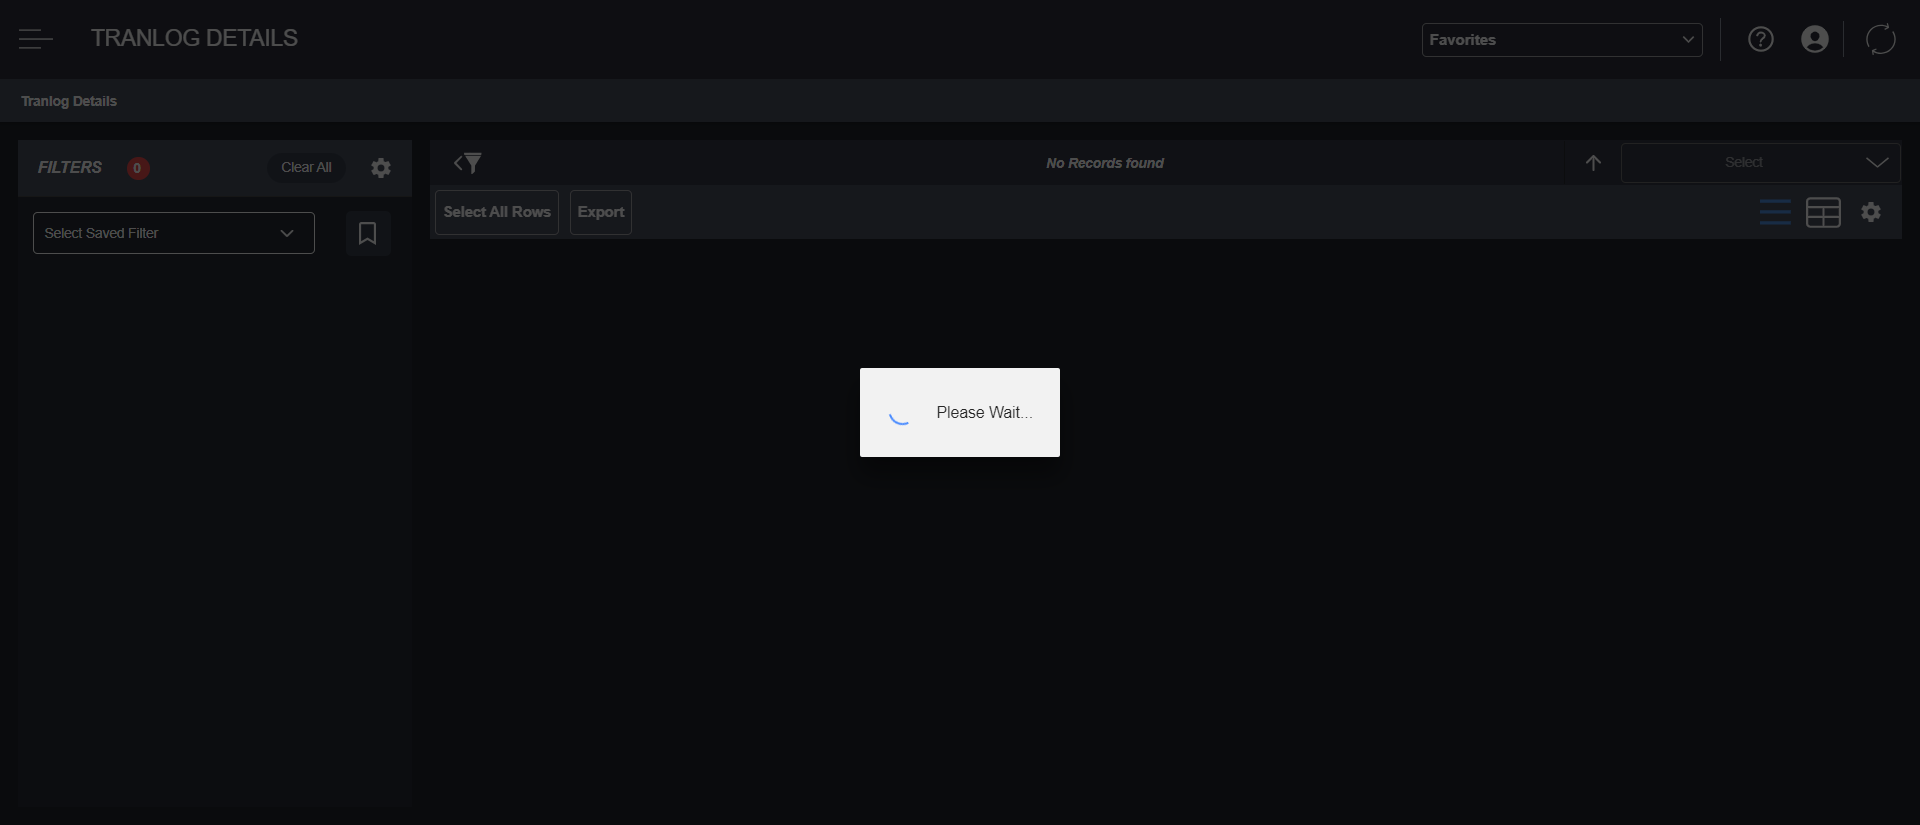 TRANLOG DETAILS
Favorites
Tranlog Details
FILTERS 0 Clear All
No Records found
Select
Select Saved Filter
Select All Rows Export
Please Wait...